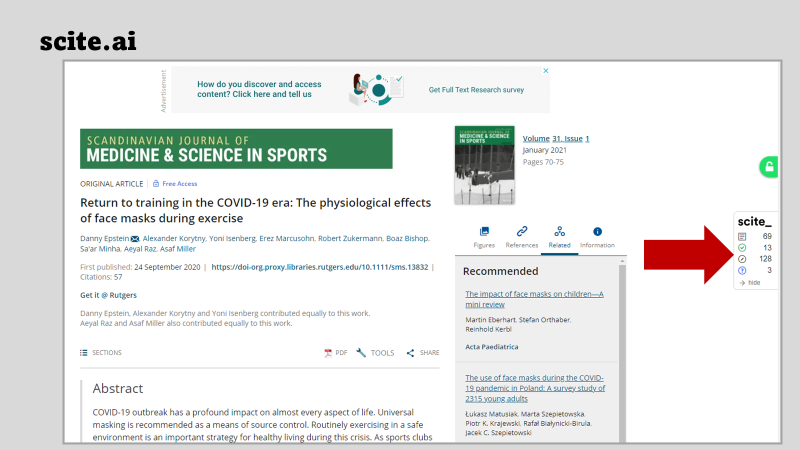 scite.ai
Advertisement
How do you discover and access
content? Click here and tell us
Get Full Text Research survey
SCANDINAVIAN JOURNAL OF
MEDICINE & SCIENCE IN SPORTS
ORIGINAL ARTICLE | Free Access
Return to training in the COVID-19 era: The physiological effects
of face masks during exercise
Danny Epstein, Alexander Korytny, Yoni Isenberg, Erez Marcusohn, Robert Zukermann, Boaz Bishop,
Sa'ar Minha, Aeyal Raz, Asaf Miller
First published: 24 September 2020 | https://doi-org.proxy.libraries.rutgers.edu/10.1111/sms.13832 |
Citations: 57
Get it @ Rutgers
Danny Epstein, Alexander Korytny and Yoni Isenberg contributed equally to this work.
Aeyal Raz and Asaf Miller also contributed equally to this work.
SECTIONS
PDF
TOOLS
SHARE
Abstract
COVID-19 outbreak has a profound impact on almost every aspect of life. Universal
masking is recommended as a means of source control. Routinely exercising in a safe
environment is an important strategy for healthy living during this crisis. As sports clubs
MEDICINE & SCIENCE
IN SPORTS
Volume 31, Issue 1
January 2021
Pages 70-75
Figures
References
Related
Information
Recommended
The impact of face masks on children—A
mini review
Martin Eberhart, Stefan Orthaber,
Reinhold Kerbl
Acta Paediatrica
The use of face masks during the COVID-
19 pandemic in Poland: A survey study of
2315 young adults
Łukasz Matusiak, Marta Szepietowska,
Piotr K. Krajewski, Rafał Białynicki-Birula,
Jacek C. Szepietowski
scite_
69
13
128
3
hide